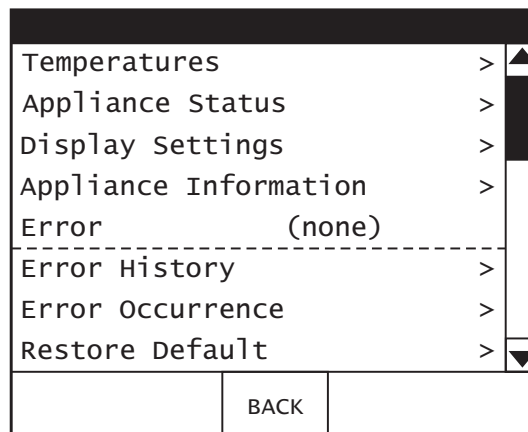 Temperatures >
Appliance Status >
Display Settings >
Appliance Information >
Error (none)
Error History >
Error Occurrence >
Restore Default >
BACK